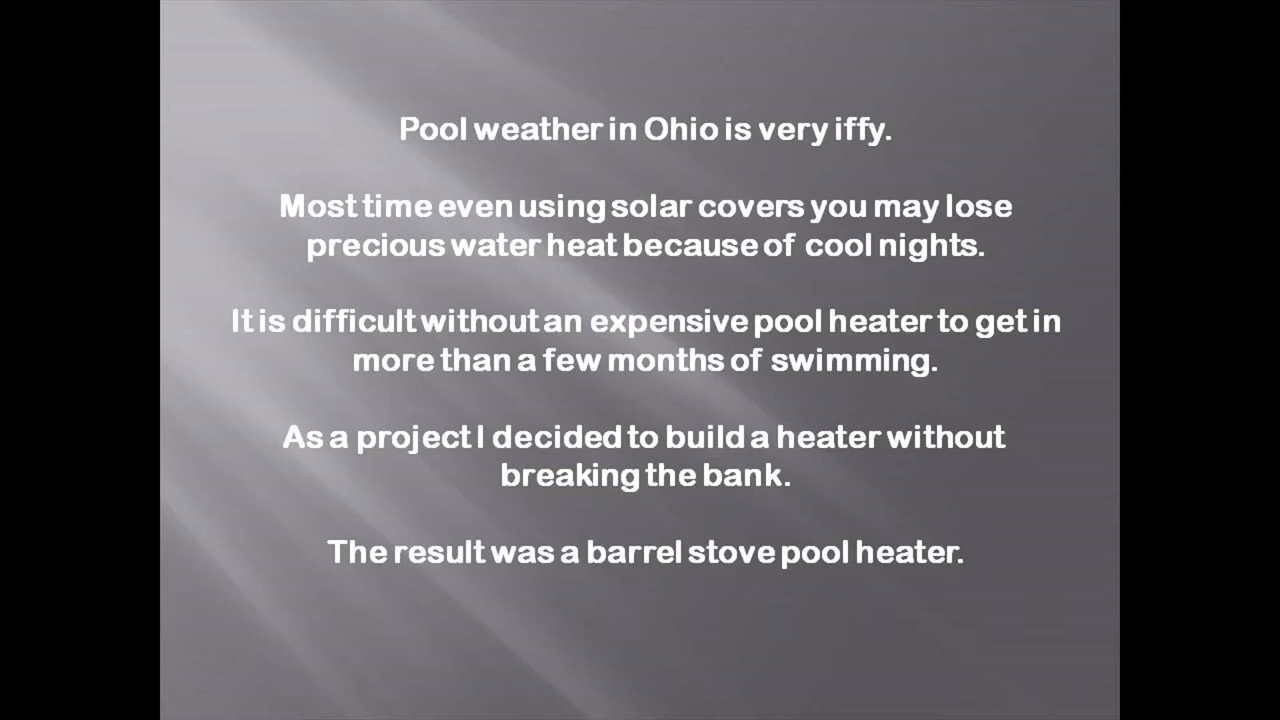 Pool weather in Ohio is very iffy.
Most time even using solar covers you may lose
precious water heat because of cool nights.
It is difficult without an expensive pool heater to get in
more than a few months of swimming.
As a project I decided to build a heater without
breaking the bank.
The result was a barrel stove pool heater.